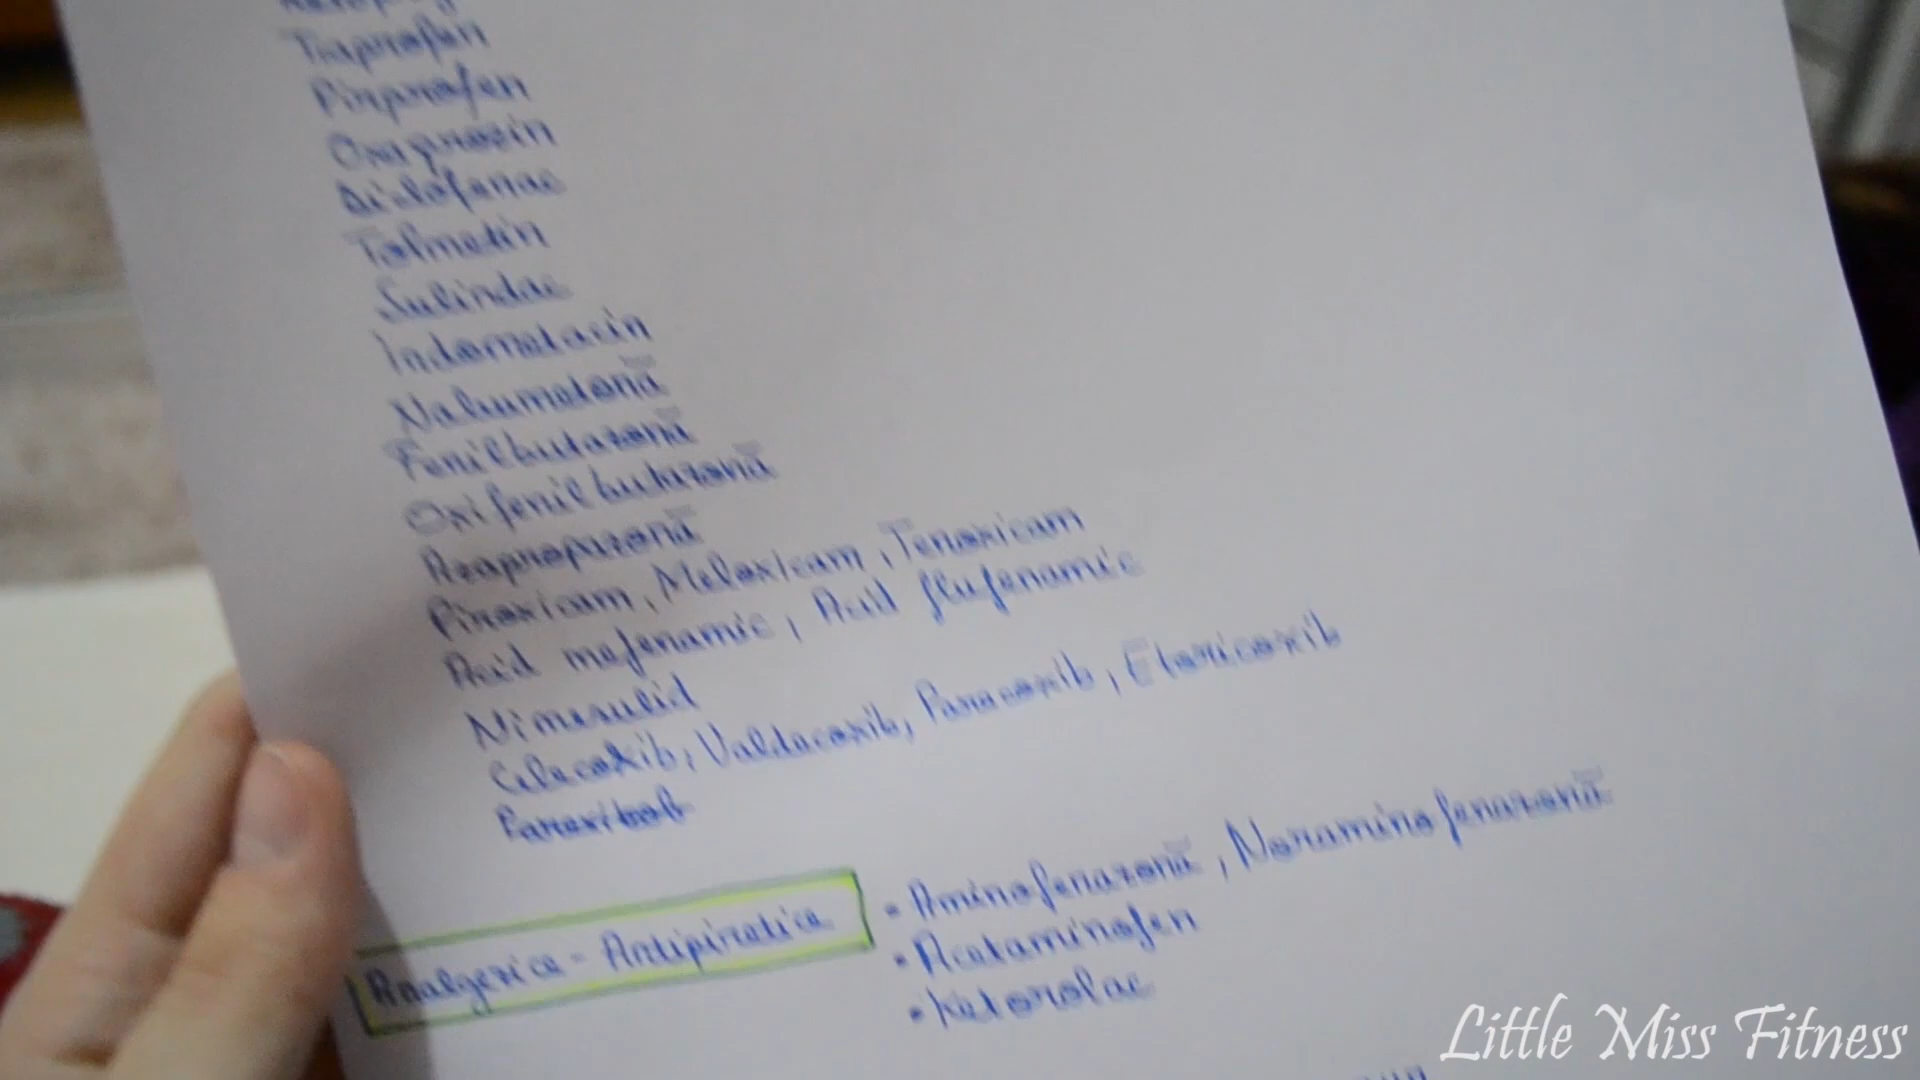 Tiaprofen
Pirprofen
Oxaprozin
Diclofenac
Tolmetin
Sulindac
Indometacin
Nabumetonă
Fenilbutazonă
Oxifenilbutazonă
Azapropazonă
Piroxicam, Meloxicam, Tenoxicam
Acid mefenamic, Acid flufenamic
Nimesulid
Celecoxib, Valdecoxib, Parecoxib, Etoricoxib
Analgezice - Antipiretice
• Aminofenazonă, Noraminofenazonă
• Acetaminofen
• Ketorolac
Little Miss Fitness